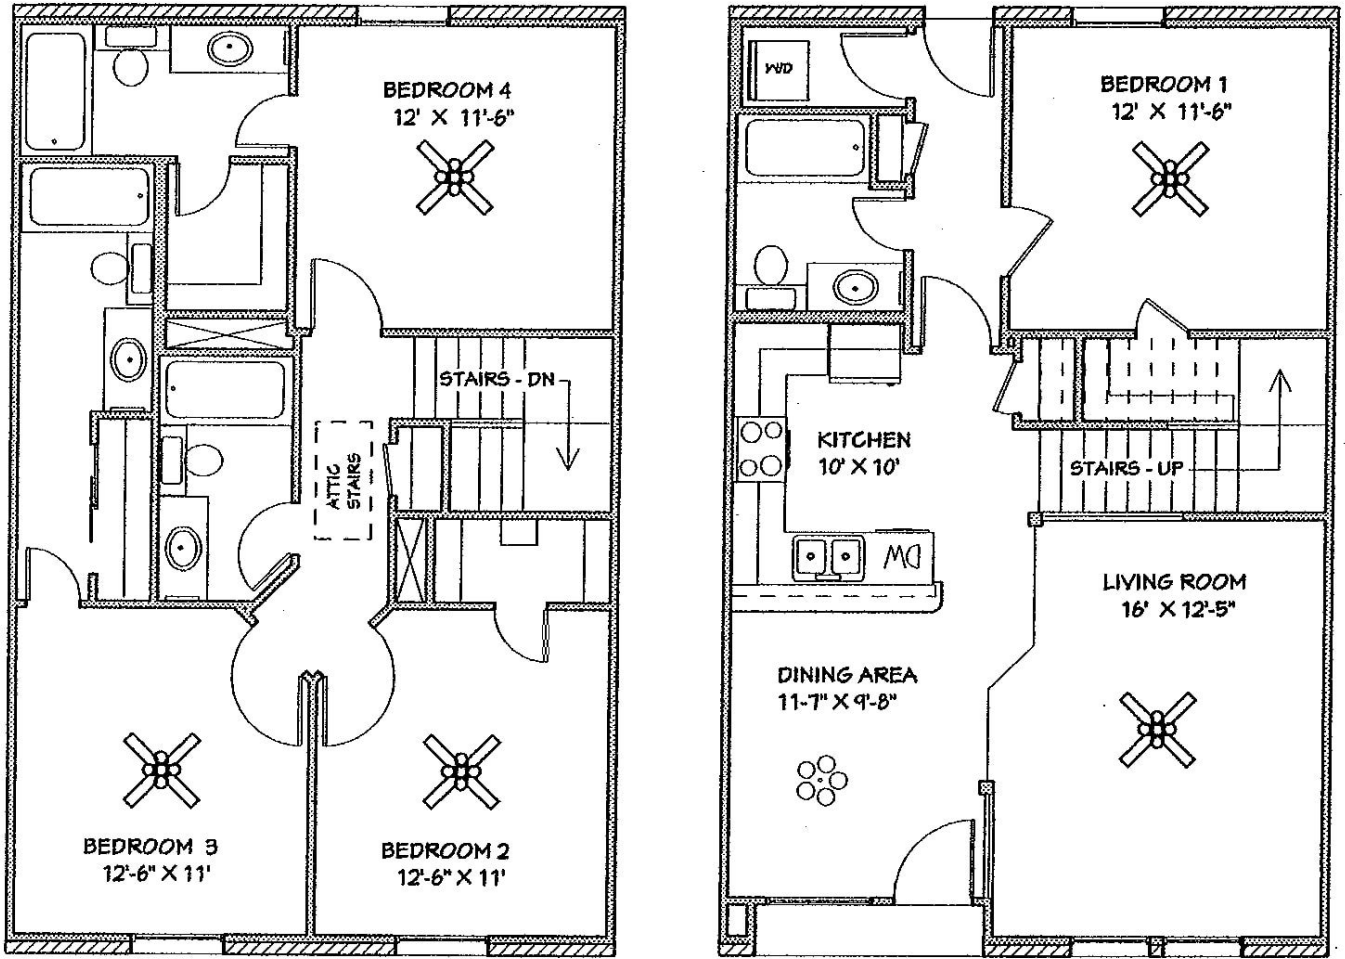 BEDROOM 4
12' X 11'-6"
STAIRS - DN
ATTIC
STAIRS
BEDROOM 3
12'-6" X 11'
BEDROOM 2
12'-6" X 11'
W/D
BEDROOM 1
12' X 11'-6"
KITCHEN
10' X 10'
STAIRS - UP
DW
LIVING ROOM
16' X 12'-5"
DINING AREA
11-7" X 9'-8"